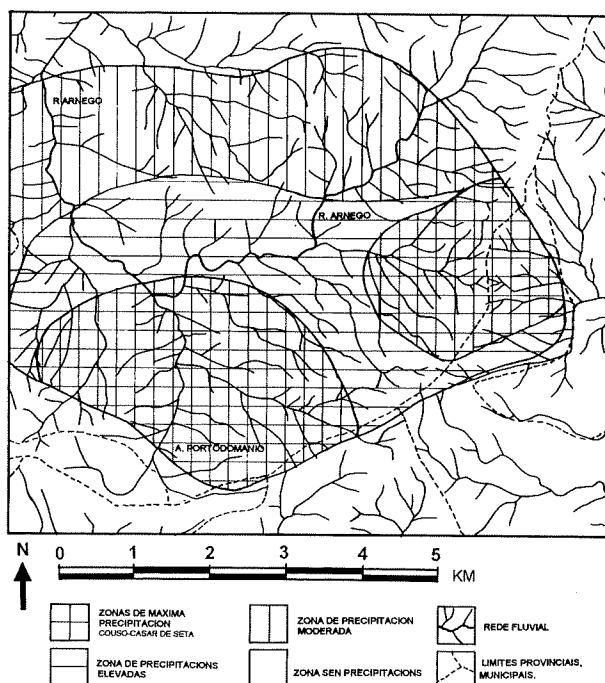 R.ARNEGO
R. ARNEGO
A. PORTODOMANIO
N
0 1 2 3 4 5
KM
ZONAS DE MAXIMA
PRECIPITACION
COUSO-CASAR DE SETA
ZONA DE PRECIPITACION
MODERADA
REDE FLUVIAL
ZONA DE PRECIPITACIONS
ELEVADAS
ZONA SEN PRECIPITACIONS
LIMITES PROVINCIAIS,
MUNICIPAIS.